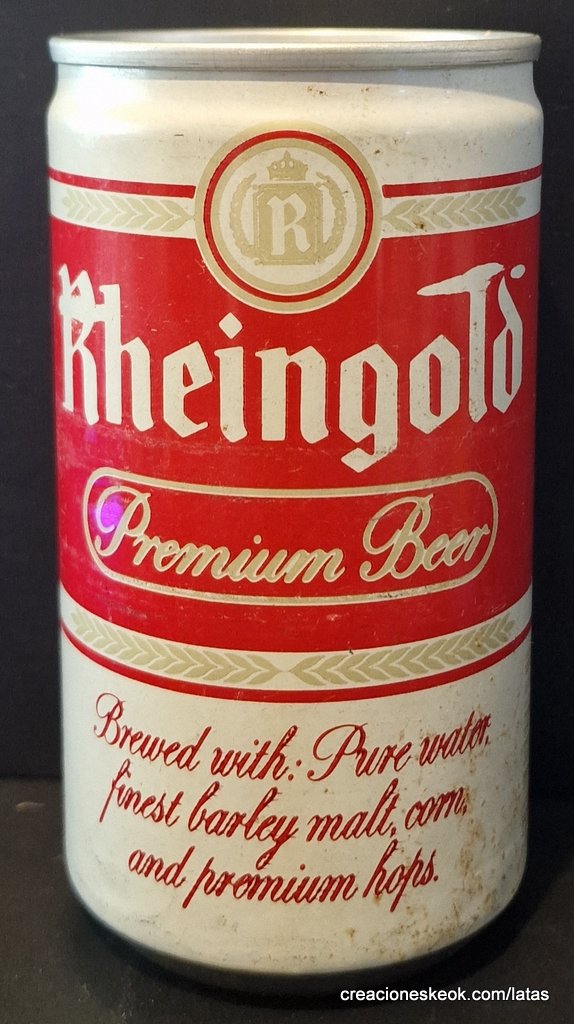 R
Rheingold
Premium Beer
Brewed with: Pure water,
finest barley malt, corn,
and premium hops.
creacioneskeok.com/latas